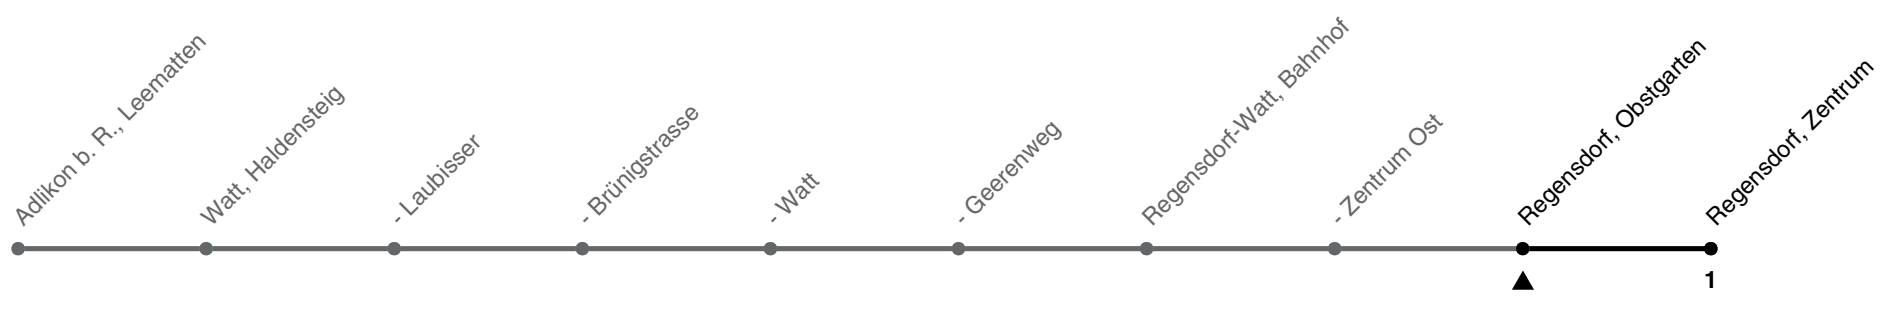 Adlikon b. R., Leematten
Watt, Haldensteig
- Laubisser
- Brünigstrasse
- Watt
- Geerenweg
Regensdorf-Watt, Bahnhof
- Zentrum Ost
Regensdorf, Obstgarten
Regensdorf, Zentrum
1